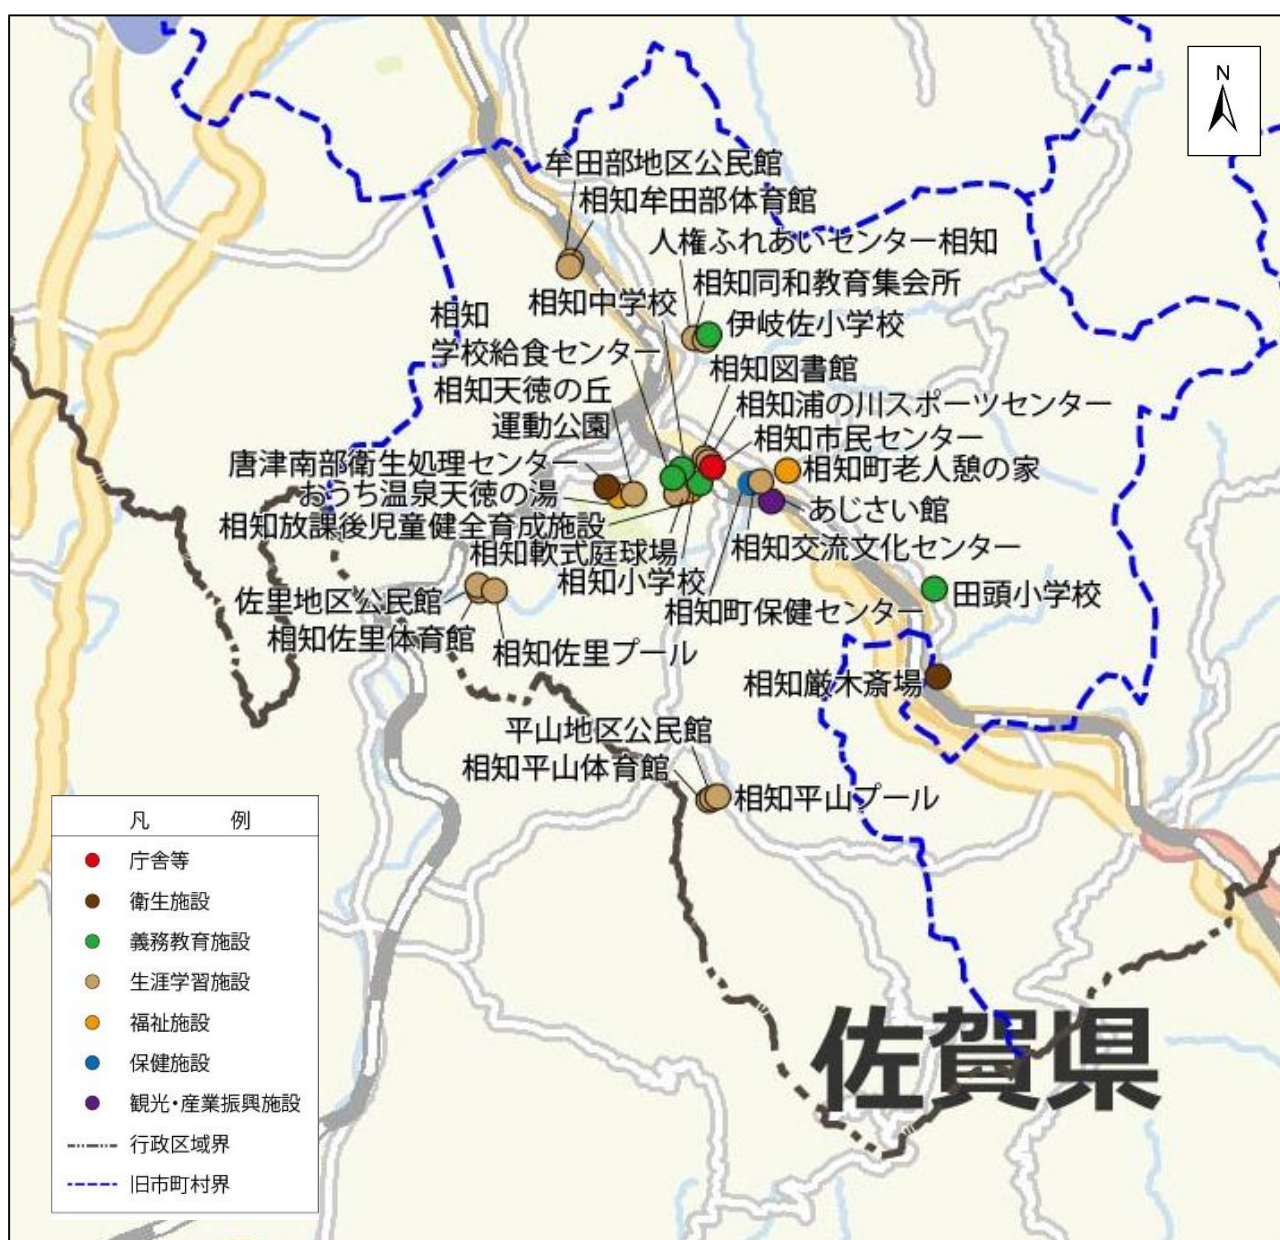 N
牟田部地区公民館
相知牟田部体育館
人権ふれあいセンター相知
相知同和教育集会所
相知中学校
伊岐佐小学校
相知
学校給食センター
相知図書館
相知天徳の丘
運動公園
相知浦の川スポーツセンター
相知市民センター
唐津南部衛生処理センター
相知町老人憩の家
おうち温泉天徳の湯
あじさい館
相知放課後児童健全育成施設
相知軟式庭球場
相知交流文化センター
相知小学校
相知町保健センター
田頭小学校
佐里地区公民館
相知佐里体育館
相知佐里プール
相知厳木斎場
平山地区公民館
相知平山体育館
相知平山プール
凡 例
庁舎等
衛生施設
義務教育施設
生涯学習施設
福祉施設
保健施設
観光・産業振興施設
行政区域界
旧市町村界
佐賀県